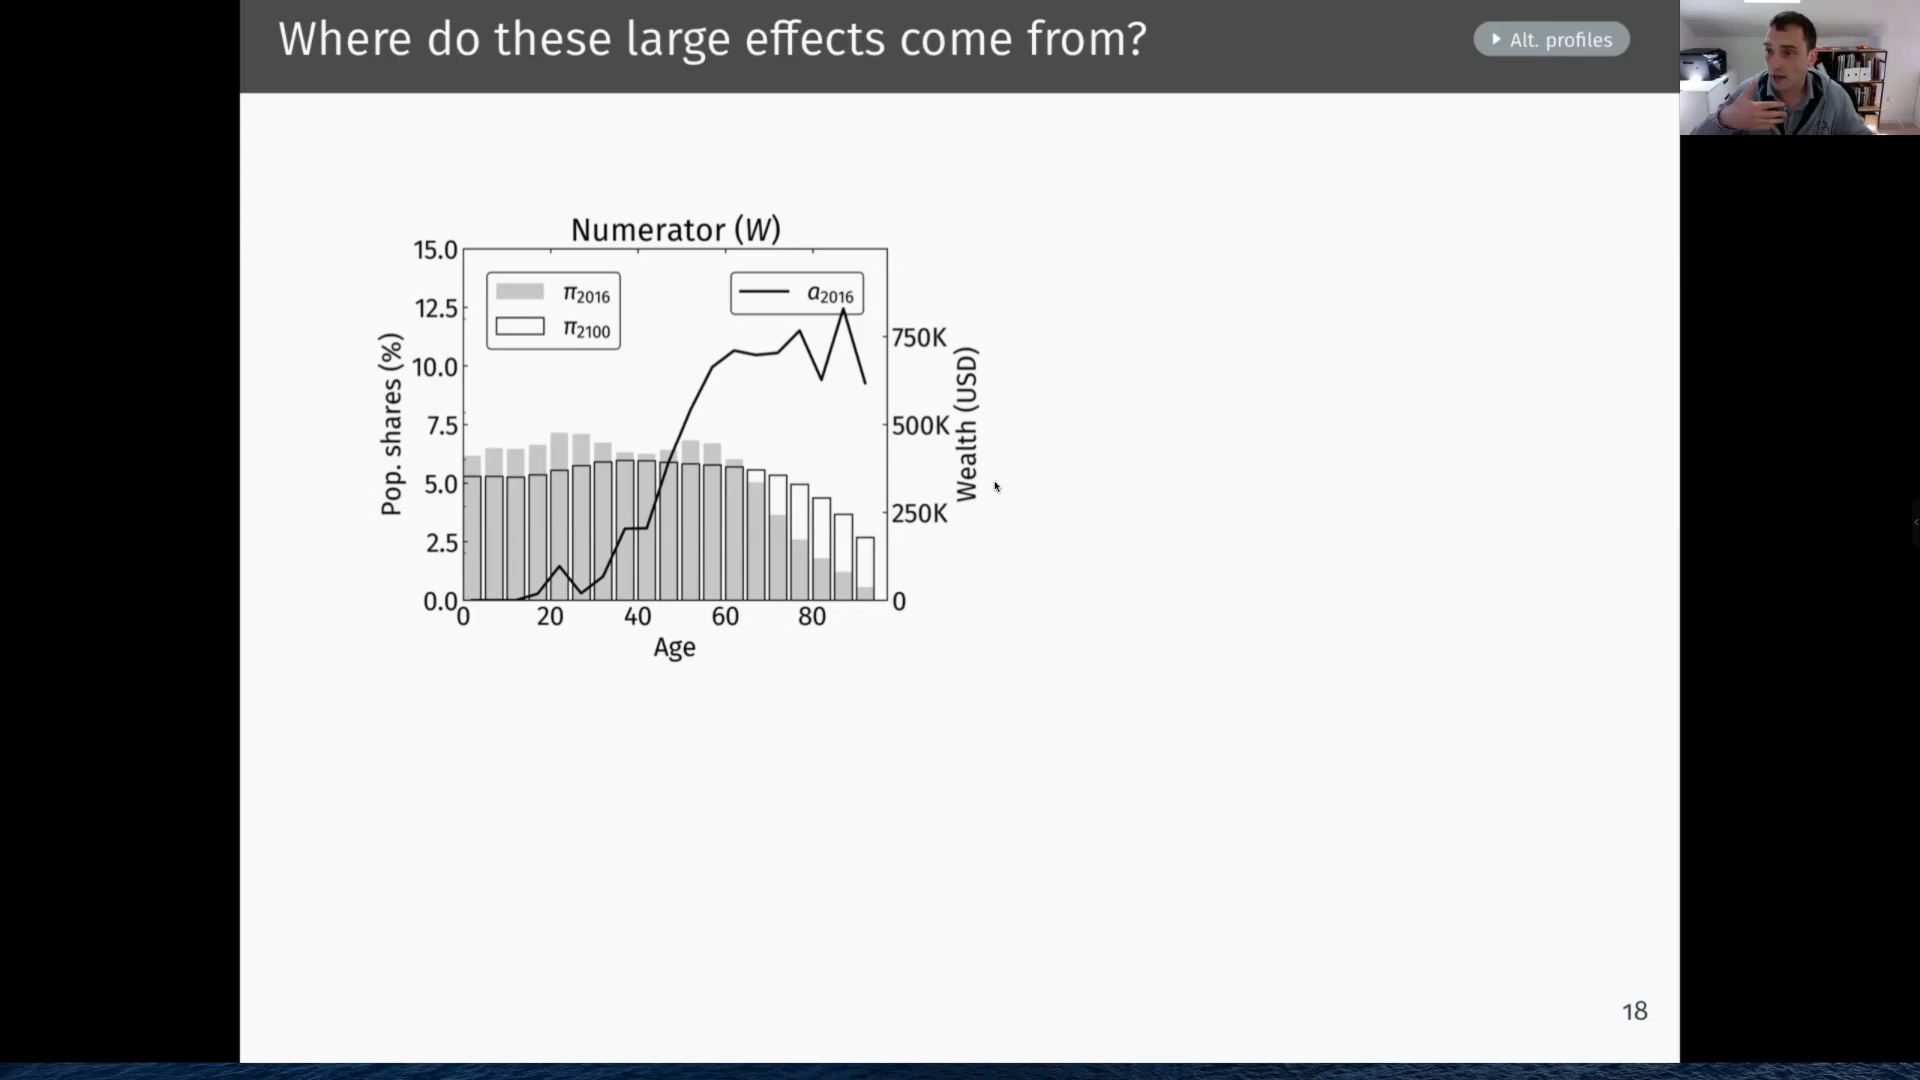 Where do these large effects come from?
Alt. profiles
Numerator (W)
15.0
12.5
10.0
7.5
5.0
2.5
0.0
Pop. shares (%)
π2016
π2100
a2016
750K
500K
250K
0
Wealth (USD)
0 20 40 60 80
Age
18